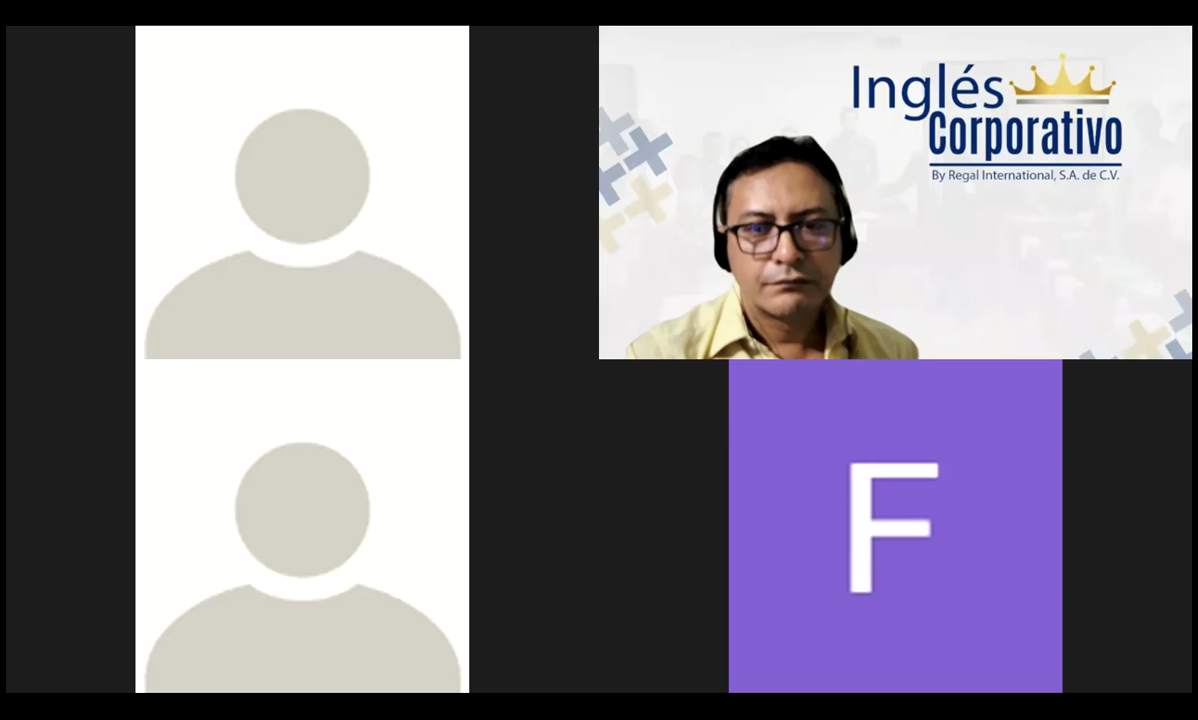 Inglés
Corporativo
By Regal International, S.A. de C.V.
F